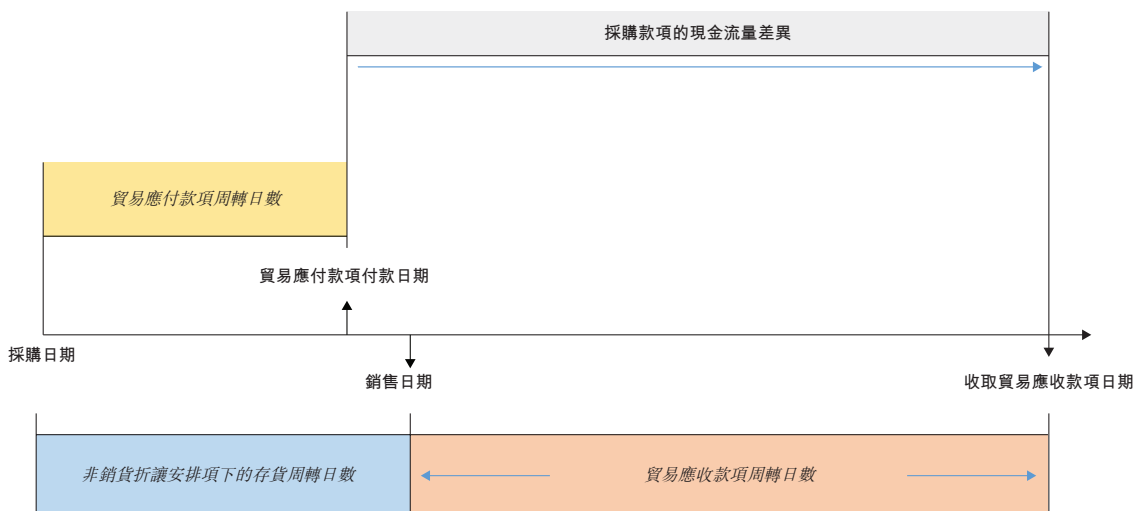 採購款項的現金流量差異
貿易應付款項周轉日數
貿易應付款項付款日期
採購日期
銷售日期
收取貿易應收款項日期
非銷貨折讓安排項下的存貨周轉日數
貿易應收款項周轉日數